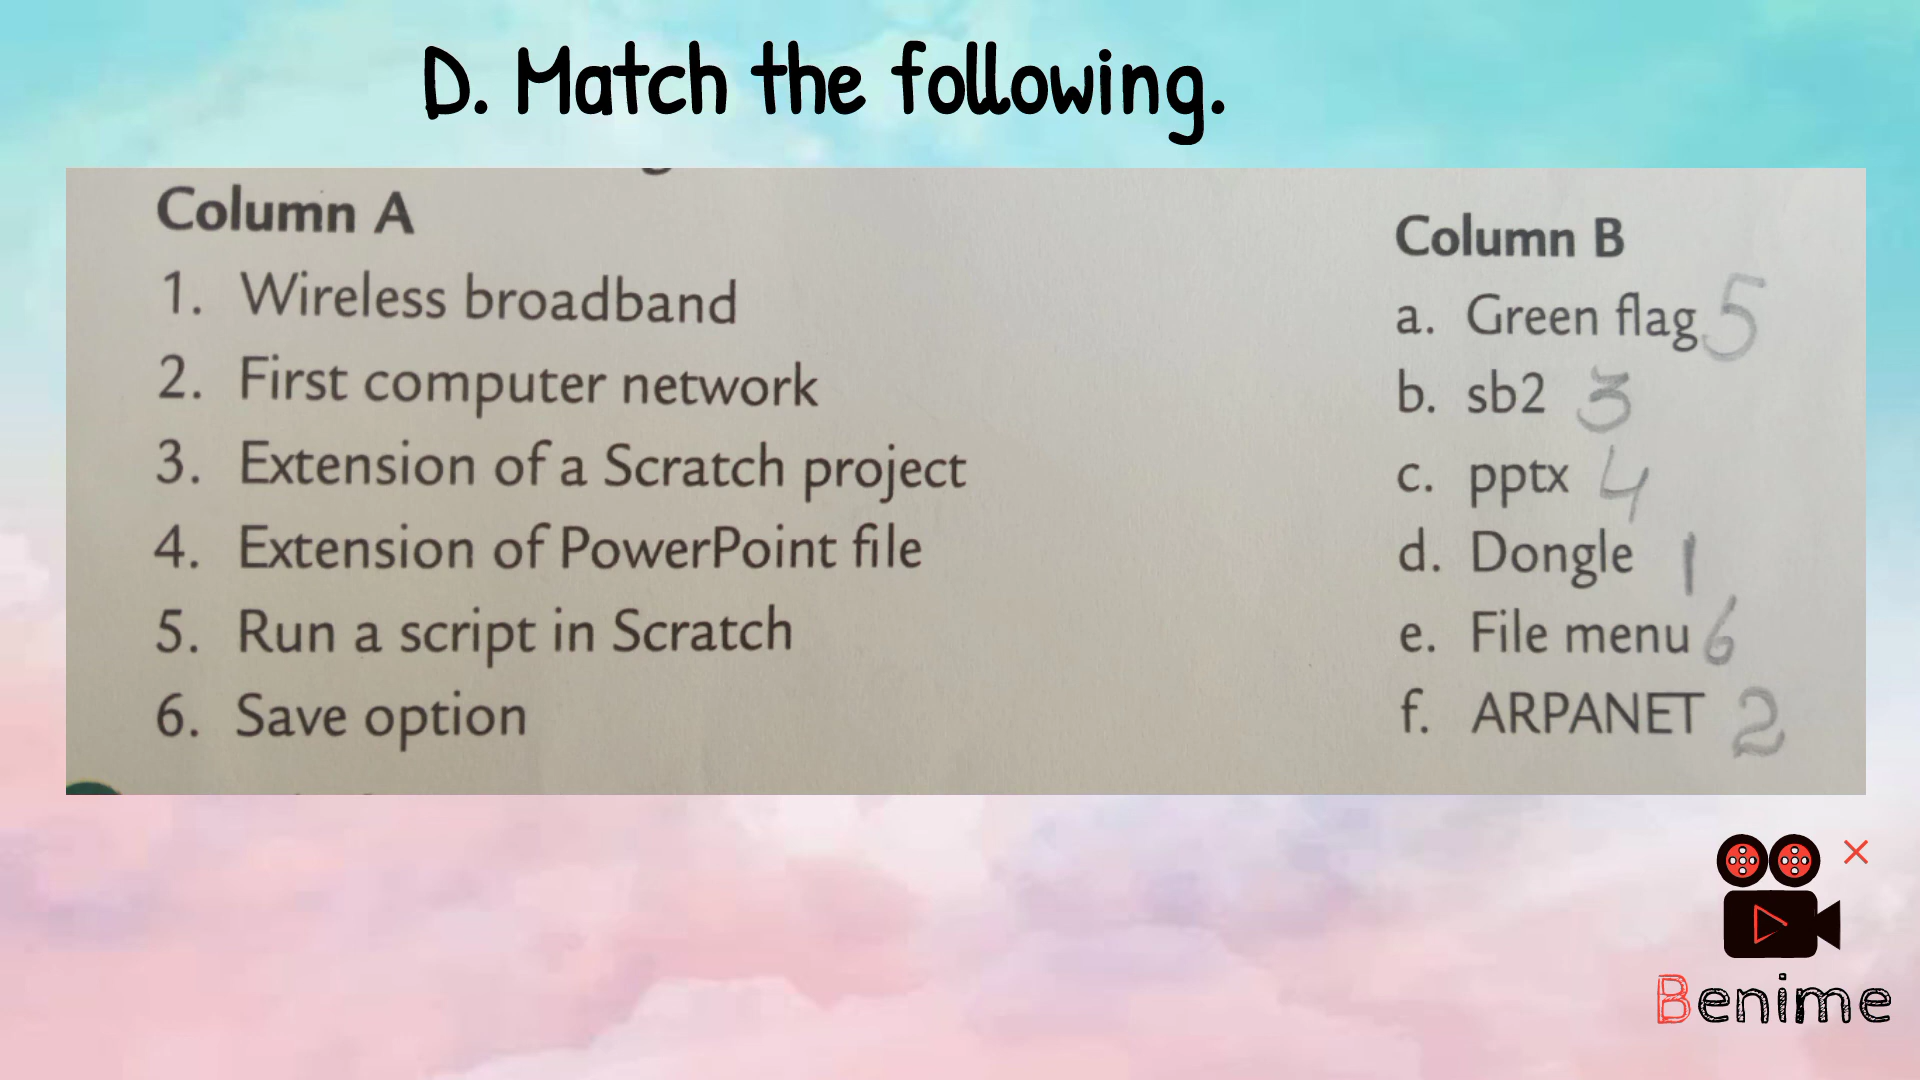 D. Match the following.
Column A
1. Wireless broadband
2. First computer network
3. Extension of a Scratch project
4. Extension of PowerPoint file
5. Run a script in Scratch
6. Save option
Column B
a. Green flag 5
b. sb2 3
c. pptx 4
d. Dongle 1
e. File menu 6
f. ARPANET 2
Benime